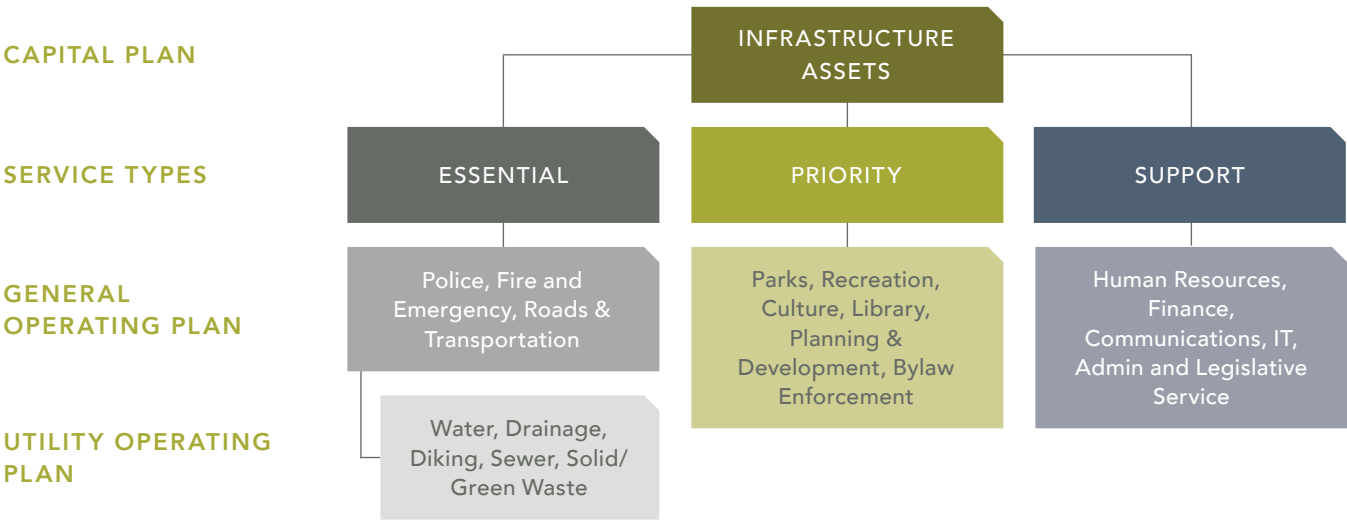 CAPITAL PLAN
INFRASTRUCTURE
ASSETS
SERVICE TYPES
ESSENTIAL
PRIORITY
SUPPORT
GENERAL
OPERATING PLAN
Police, Fire and
Emergency, Roads &
Transportation
Parks, Recreation,
Culture, Library,
Planning &
Development, Bylaw
Enforcement
Human Resources,
Finance,
Communications, IT,
Admin and Legislative
Service
UTILITY OPERATING
PLAN
Water, Drainage,
Diking, Sewer, Solid/
Green Waste